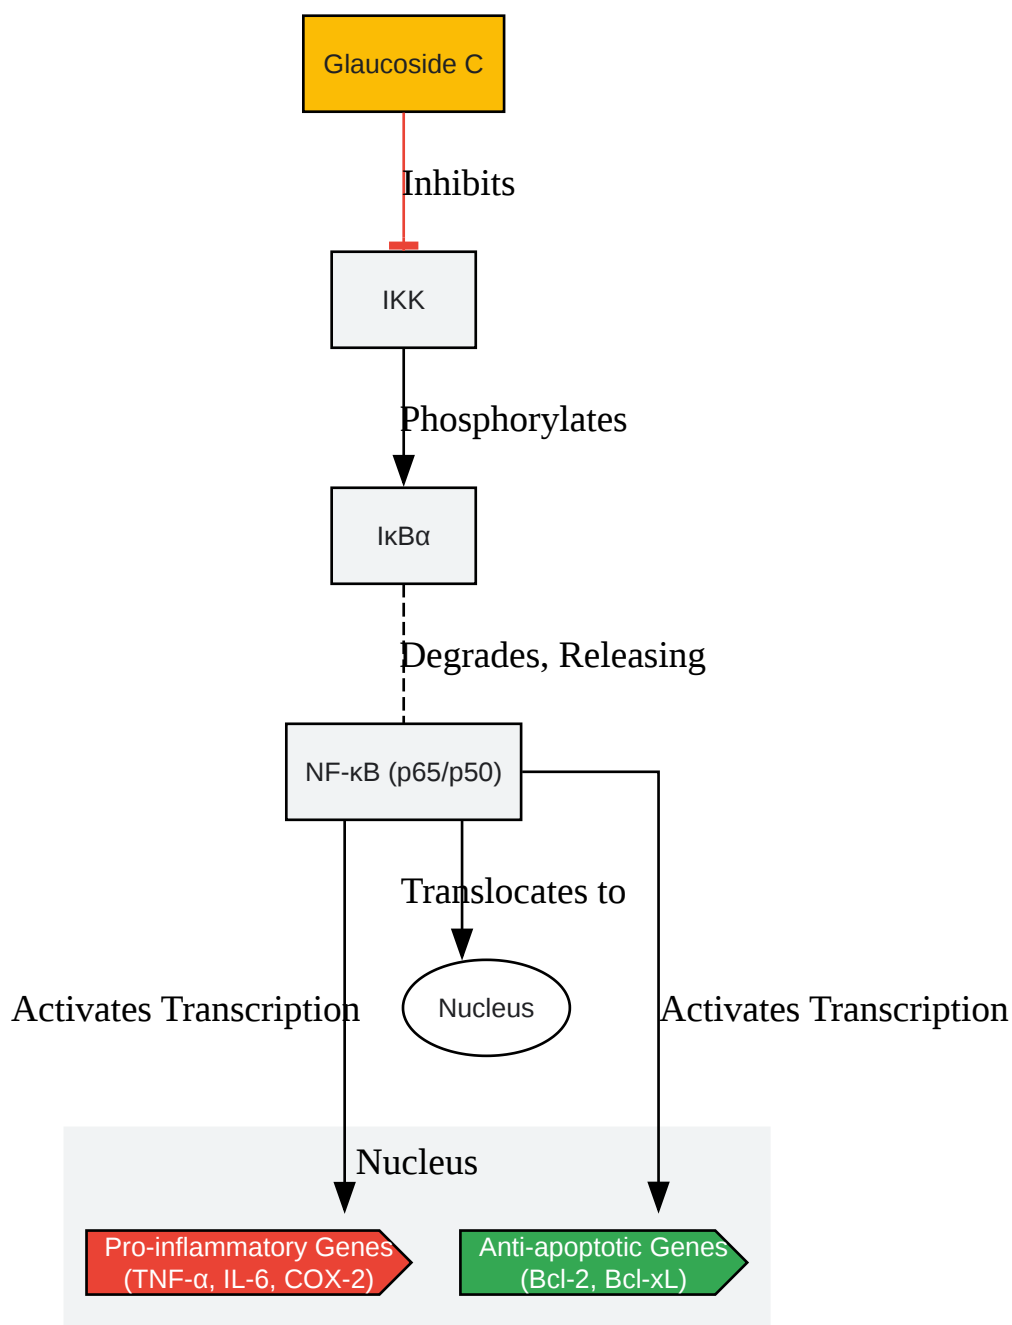 Glaucoside C
Inhibits
IKK
Phosphorylates
IκBα
Degrades, Releasing
NF-κB (p65/p50)
Translocates to
Nucleus
Activates Transcription
Activates Transcription
Nucleus
Pro-inflammatory Genes
(TNF-α, IL-6, COX-2)
Anti-apoptotic Genes
(Bcl-2, Bcl-xL)